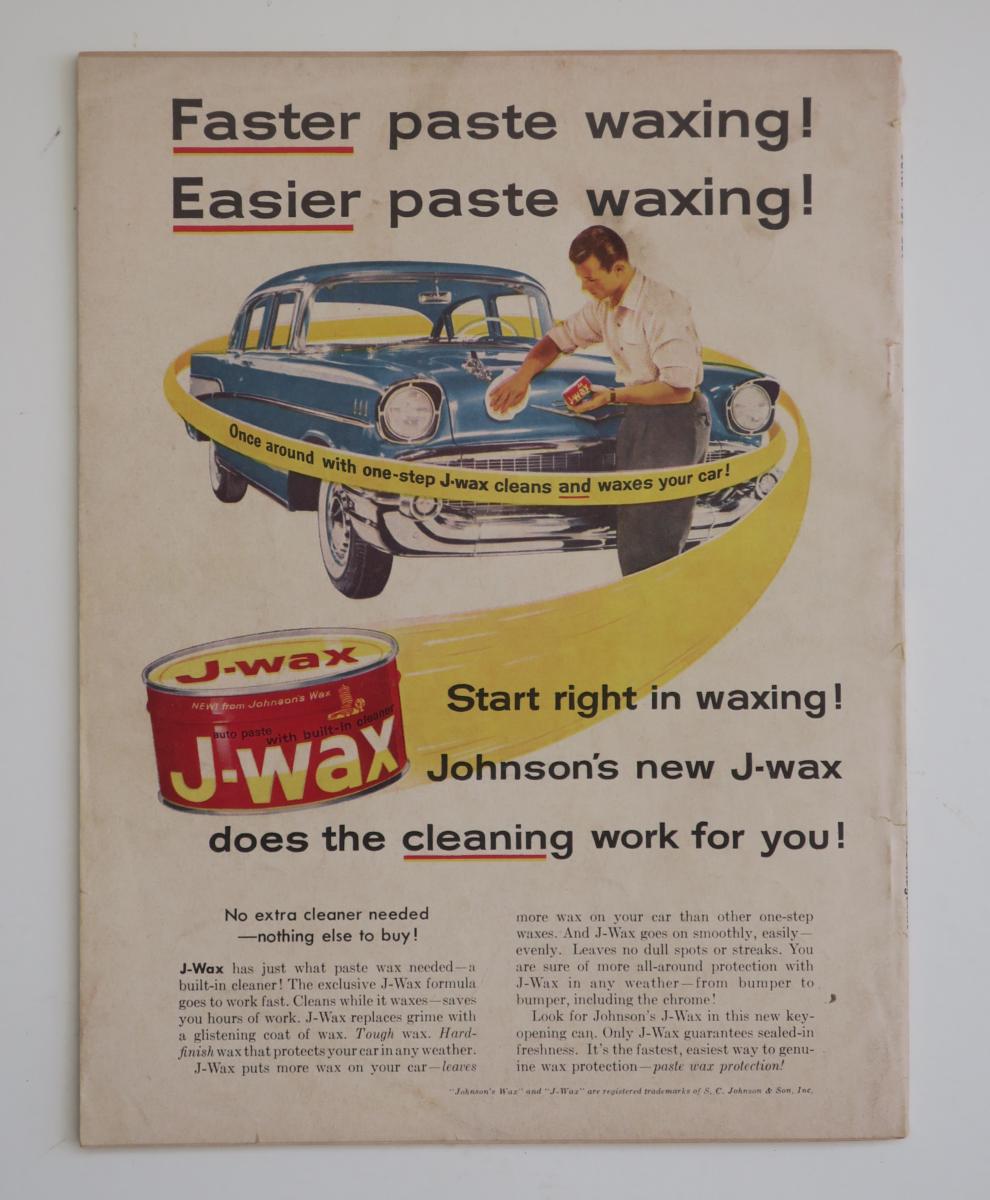 Faster paste waxing!
Easier paste waxing!
J-wax
Once around with one-step J-wax cleans and waxes your car!
J-wax
NEW! from Johnson's Wax
auto paste with built-in cleaner
J-wax
Start right in waxing!
Johnson's new J-wax
does the cleaning work for you!
No extra cleaner needed
—nothing else to buy!
J-Wax has just what paste wax needed—a
built-in cleaner! The exclusive J-Wax formula
goes to work fast. Cleans while it waxes—saves
you hours of work. J-Wax replaces grime with
a glistening coat of wax. Tough wax. Hard-
finish wax that protects your car in any weather.
J-Wax puts more wax on your car—leaves
more wax on your car than other one-step
waxes. And J-Wax goes on smoothly, easily—
evenly. Leaves no dull spots or streaks. You
are sure of more all-around protection with
J-Wax in any weather—from bumper to
bumper, including the chrome!
Look for Johnson's J-Wax in this new key-
opening can. Only J-Wax guarantees sealed-in
freshness. It's the fastest, easiest way to genu-
ine wax protection—paste wax protection!
"Johnson's Wax" and "J-Wax" are registered trademarks of S. C. Johnson & Son, Inc.